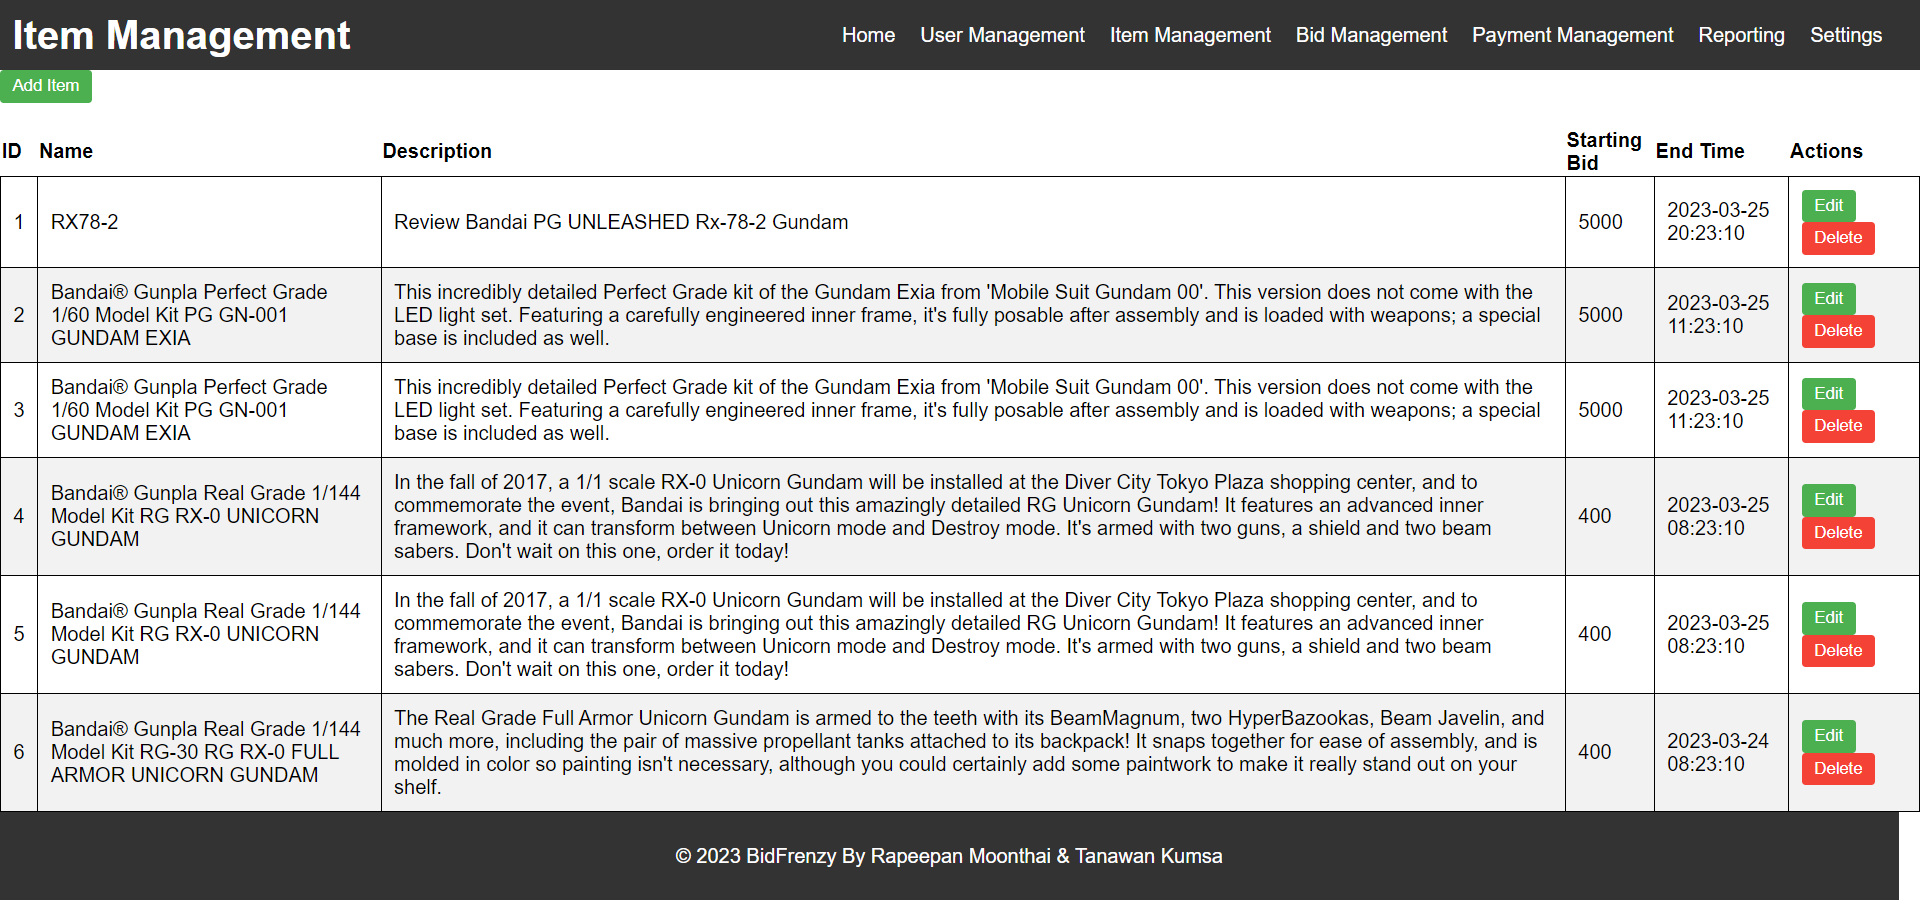 Item Management
Home User Management Item Management Bid Management Payment Management Reporting Settings
Add Item
ID Name Description Starting Bid End Time Actions
1 RX78-2 Review Bandai PG UNLEASHED Rx-78-2 Gundam 5000 2023-03-25 20:23:10 Edit Delete
2
Bandai® Gunpla Perfect Grade
1/60 Model Kit PG GN-001
GUNDAM EXIA
This incredibly detailed Perfect Grade kit of the Gundam Exia from 'Mobile Suit Gundam 00'. This version does not come with the
LED light set. Featuring a carefully engineered inner frame, it's fully posable after assembly and is loaded with weapons; a special
base is included as well.
5000
2023-03-25
11:23:10
Edit
Delete
3
Bandai® Gunpla Perfect Grade
1/60 Model Kit PG GN-001
GUNDAM EXIA
This incredibly detailed Perfect Grade kit of the Gundam Exia from 'Mobile Suit Gundam 00'. This version does not come with the
LED light set. Featuring a carefully engineered inner frame, it's fully posable after assembly and is loaded with weapons; a special
base is included as well.
5000
2023-03-25
11:23:10
Edit
Delete
4
Bandai® Gunpla Real Grade 1/144
Model Kit RG RX-0 UNICORN
GUNDAM
In the fall of 2017, a 1/1 scale RX-0 Unicorn Gundam will be installed at the Diver City Tokyo Plaza shopping center, and to
commemorate the event, Bandai is bringing out this amazingly detailed RG Unicorn Gundam! It features an advanced inner
framework, and it can transform between Unicorn mode and Destroy mode. It's armed with two guns, a shield and two beam
sabers. Don't wait on this one, order it today!
400
2023-03-25
08:23:10
Edit
Delete
5
Bandai® Gunpla Real Grade 1/144
Model Kit RG RX-0 UNICORN
GUNDAM
In the fall of 2017, a 1/1 scale RX-0 Unicorn Gundam will be installed at the Diver City Tokyo Plaza shopping center, and to
commemorate the event, Bandai is bringing out this amazingly detailed RG Unicorn Gundam! It features an advanced inner
framework, and it can transform between Unicorn mode and Destroy mode. It's armed with two guns, a shield and two beam
sabers. Don't wait on this one, order it today!
400
2023-03-25
08:23:10
Edit
Delete
6
Bandai® Gunpla Real Grade 1/144
Model Kit RG-30 RG RX-0 FULL
ARMOR UNICORN GUNDAM
The Real Grade Full Armor Unicorn Gundam is armed to the teeth with its BeamMagnum, two HyperBazookas, Beam Javelin, and
much more, including the pair of massive propellant tanks attached to its backpack! It snaps together for ease of assembly, and is
molded in color so painting isn't necessary, although you could certainly add some paintwork to make it really stand out on your
shelf.
400
2023-03-24
08:23:10
Edit
Delete
© 2023 BidFrenzy By Rapeepan Moonthai & Tanawan Kumsa